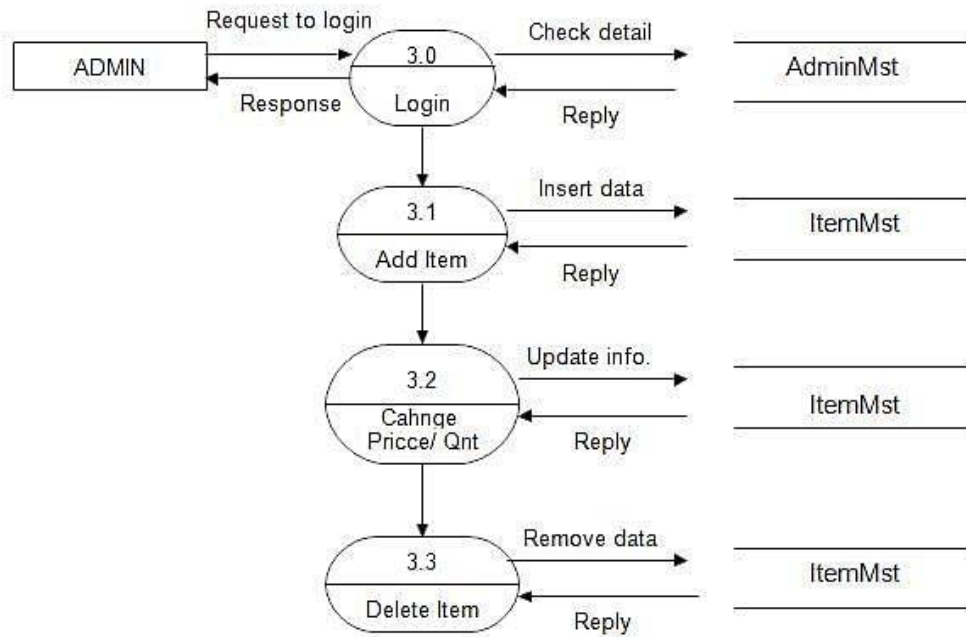 Request to login
Check detail
ADMIN
3.0
AdminMst
Response
Login
Reply
Insert data
3.1
ItemMst
Add Item
Reply
Update info.
3.2
ItemMst
Cahnge
Pricce/ Qnt
Reply
Remove data
3.3
ItemMst
Delete Item
Reply